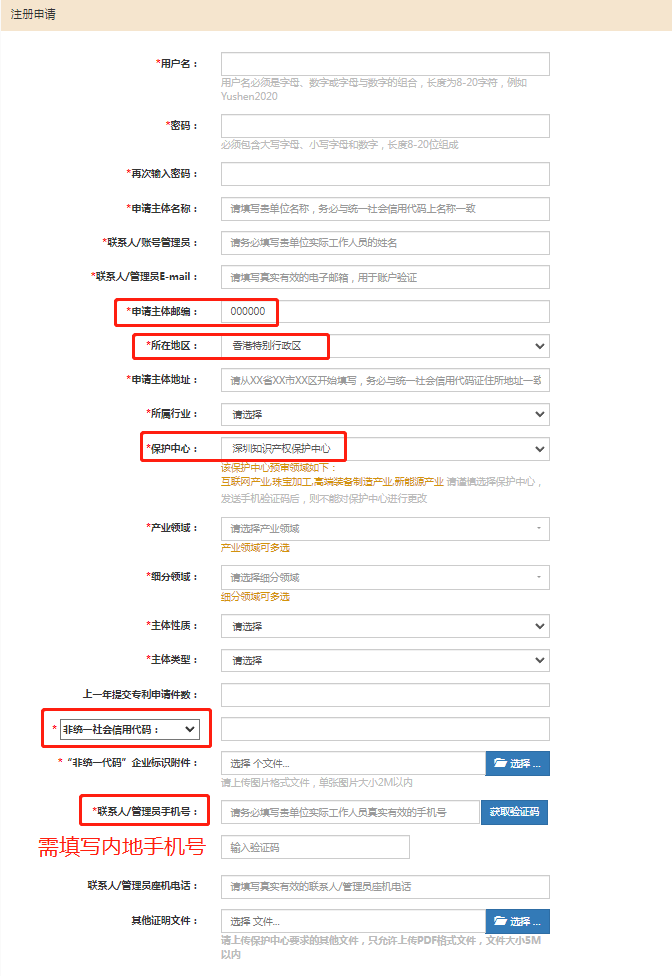 注册申请
*用户名：
用户名必须是字母、数字或字母与数字的组合，长度为8-20字符，例如
Yushen2020
*密码：
必须包含大写字母、小写字母和数字，长度8-20位组成
*再次输入密码：
*申请主体名称： 请填写贵单位名称，务必与统一社会信用代码上名称一致
*联系人/账号管理员： 请务必填写贵单位实际工作人员的姓名
*联系人/管理员E-mail： 请填写真实有效的电子邮箱，用于账户验证
*申请主体邮编： 000000
*所在地区： 香港特别行政区
*申请主体地址： 请从XX省XX市XX区开始填写，务必与统一社会信用代码证住所地址一致
*所属行业： 请选择
*保护中心： 深圳知识产权保护中心
该保护中心预审领域如下：
互联网产业,珠宝加工,高端装备制造产业,新能源产业 请谨慎选择保护中心，
发送手机验证码后，则不能对保护中心进行更改
*产业领域： 请选择产业领域
产业领域可多选
*细分领域： 请选择细分领域
细分领域可多选
*主体性质： 请选择
*主体类型： 请选择
上一年提交专利申请件数：
* 非统一社会信用代码：
*“非统一代码”企业标识附件： 选择 个文件... 选择 ...
请上传图片格式文件，单张图片大小2M以内
*联系人/管理员手机号： 请务必填写贵单位实际工作人员真实有效的手机号 获取验证码
需填写内地手机号 输入验证码
联系人/管理员座机电话： 请填写真实有效的联系人/管理员座机电话
其他证明文件： 选择 文件... 选择 ...
请上传保护中心要求的其他文件，只允许上传PDF格式文件，文件大小5M
以内